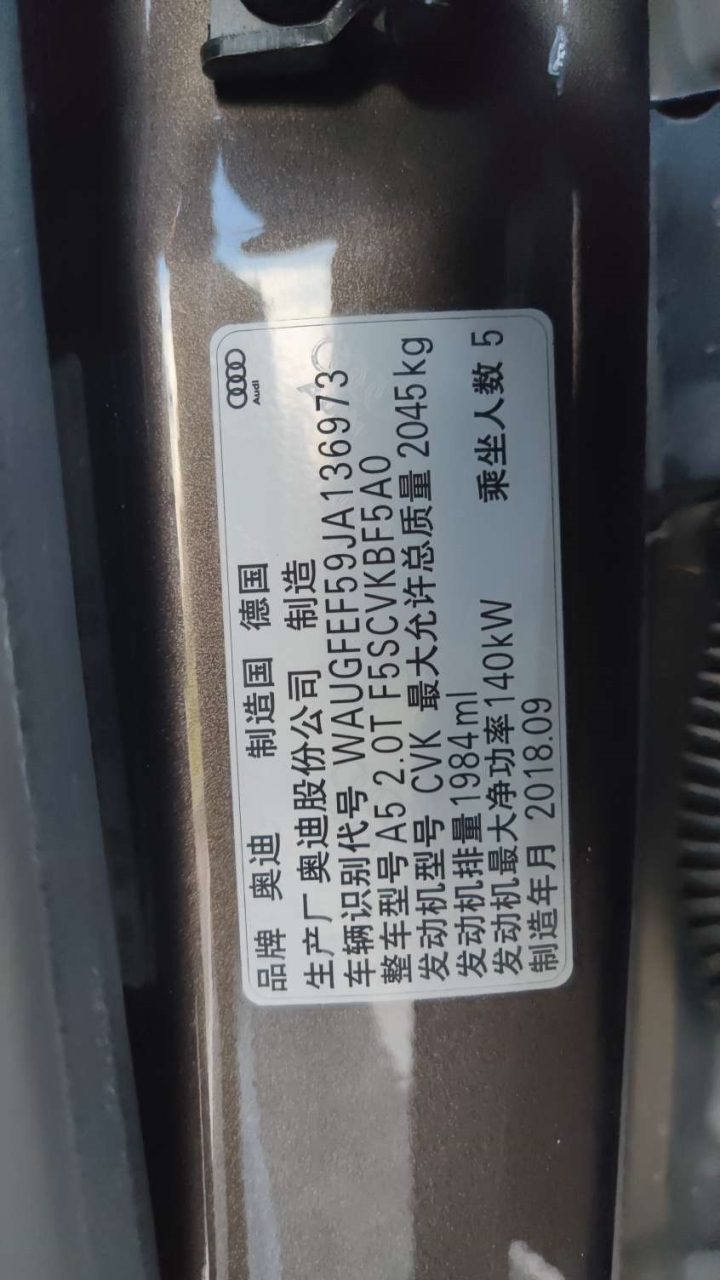 Audi
品牌 奥迪 制造国 德国
生产厂 奥迪股份公司 制造
车辆识别代号 WAUGFEF59JA136973
整车型号 A5 2.0T F5SCVKBF5A0
发动机型号 CVK 最大允许总质量 2045kg
发动机排量 1984ml
发动机最大净功率 140kW 乘坐人数 5
制造年月 2018.09